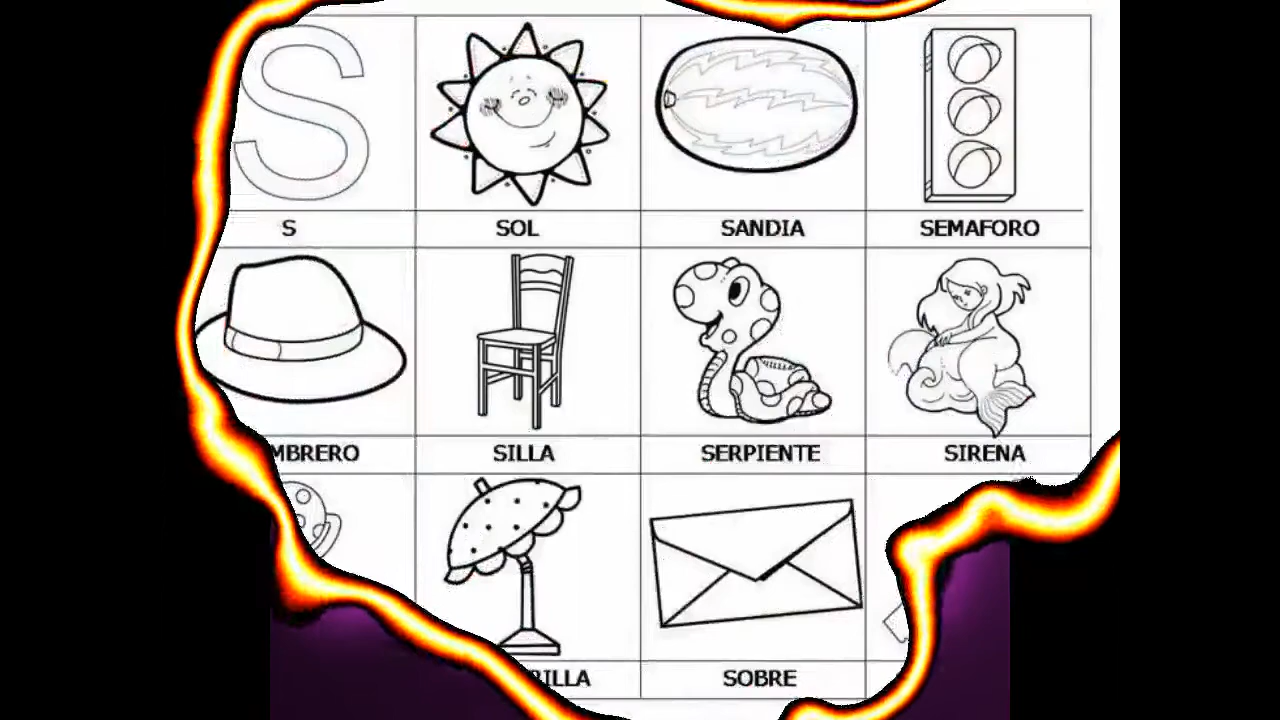 S
S SOL SANDIA SEMAFORO
MBRERO SILLA SERPIENTE SIRENA
RILLA SOBRE